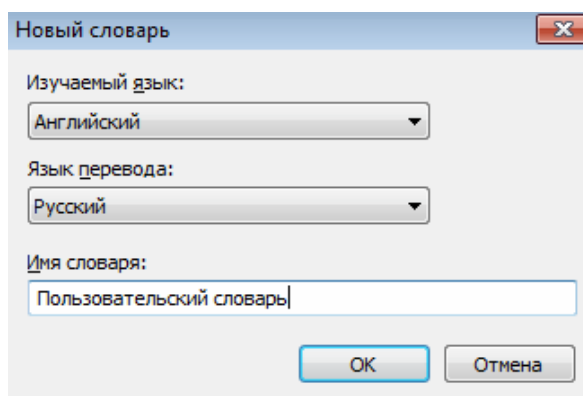 Новый словарь
Изучаемый язык:
Английский
Язык перевода:
Русский
Имя словаря:
Пользовательский словарь
OK Отмена